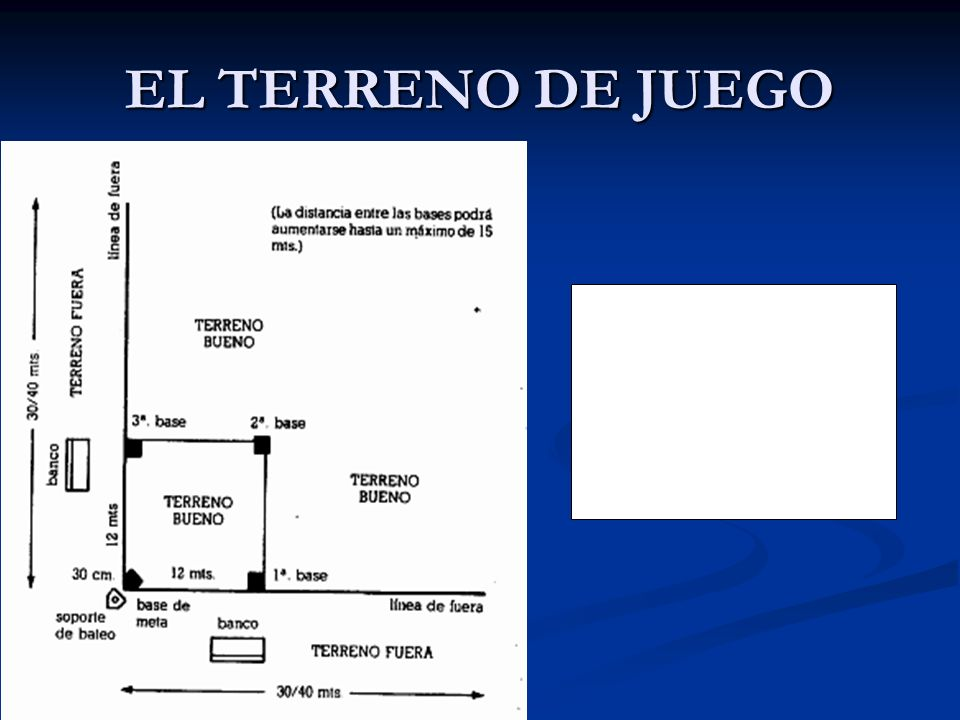 EL TERRENO DE JUEGO
línea de fuera
(La distancia entre las bases podrá
aumentarse hasta un máximo de 15
mts.)
TERRENO FUERA
30/40 mts.
TERRENO
BUENO
3ª. base
2ª. base
banco
TERRENO
BUENO
TERRENO
BUENO
12 mts
30 cm.
12 mts.
1ª. base
soporte
de bateo
base de
meta
banco
línea de fuera
TERRENO FUERA
30/40 mts